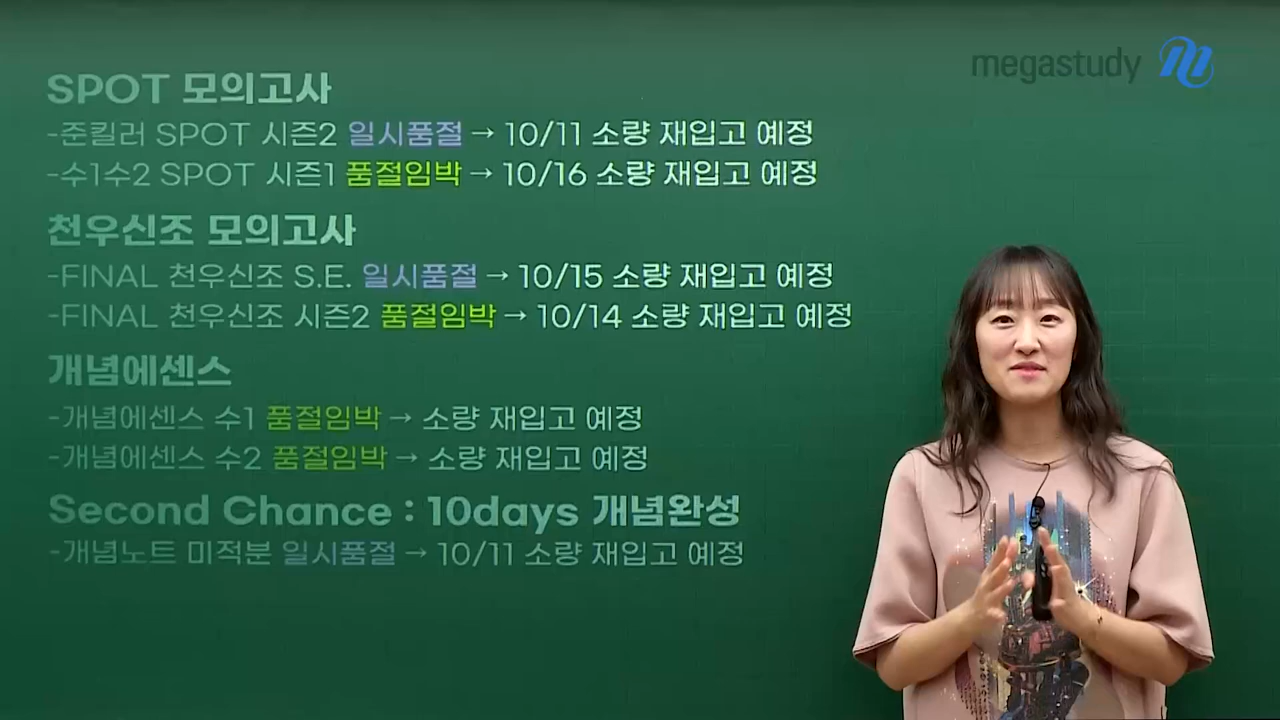 megastudy
SPOT 모의고사
-준킬러 SPOT 시즌2 일시품절 → 10/11 소량 재입고 예정
-수1수2 SPOT 시즌1 품절임박 → 10/16 소량 재입고 예정
천우신조 모의고사
-FINAL 천우신조 S.E. 일시품절 → 10/15 소량 재입고 예정
-FINAL 천우신조 시즌2 품절임박 → 10/14 소량 재입고 예정
개념에센스
-개념에센스 수1 품절임박 → 소량 재입고 예정
-개념에센스 수2 품절임박 → 소량 재입고 예정
Second Chance : 10days 개념완성
-개념노트 미적분 일시품절 → 10/11 소량 재입고 예정